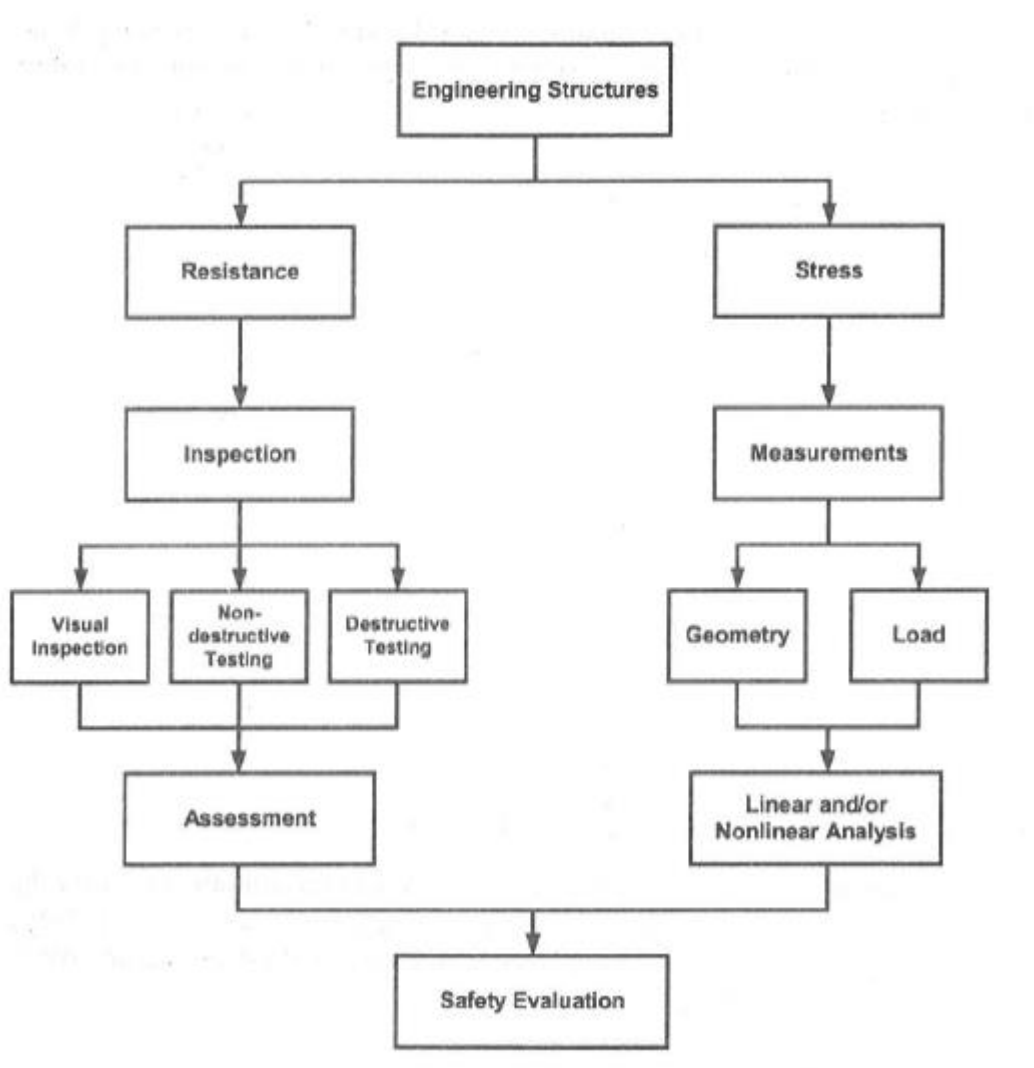 Engineering Structures
Resistance
Stress
Inspection
Measurements
Visual
Inspection
Non-
destructive
Testing
Destructive
Testing
Geometry
Load
Assessment
Linear and/or
Nonlinear Analysis
Safety Evaluation